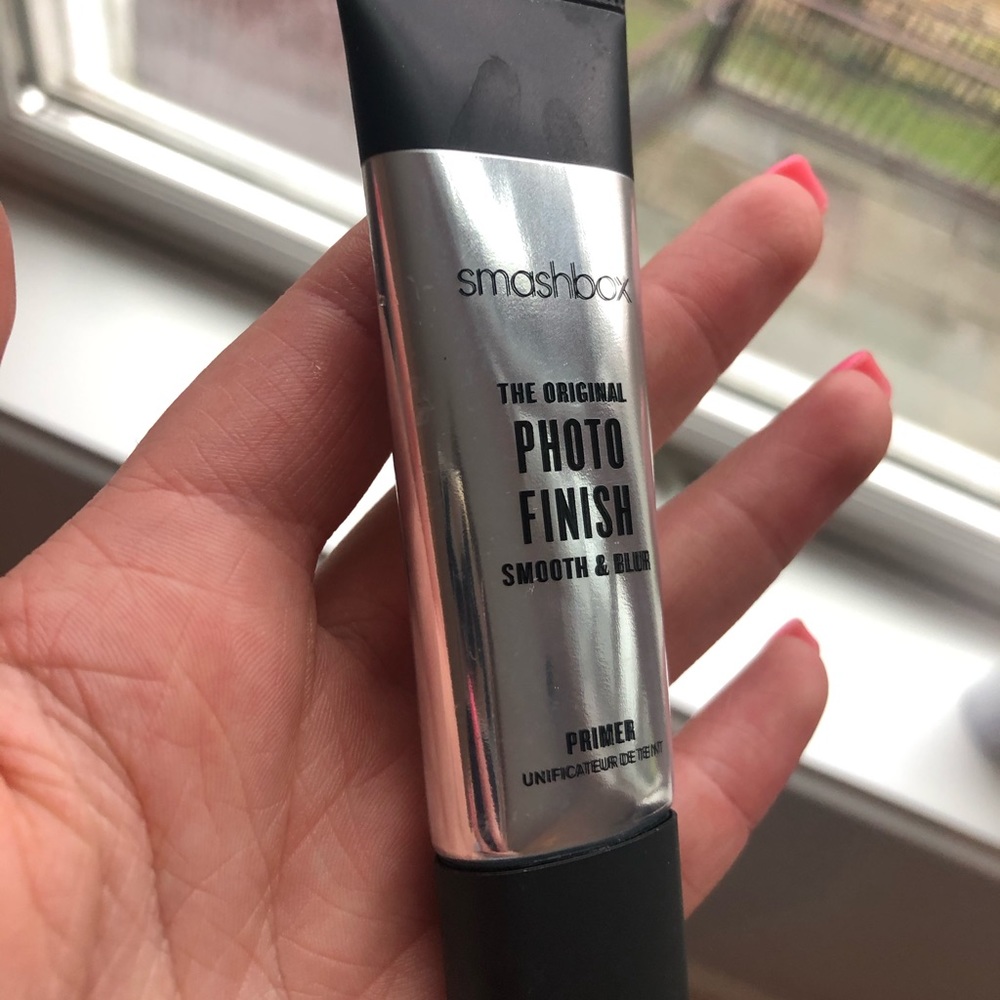 smashbox
THE ORIGINAL
PHOTO
FINISH
SMOOTH & BLUR
PRIMER
UNIFICATEUR DE TEINT